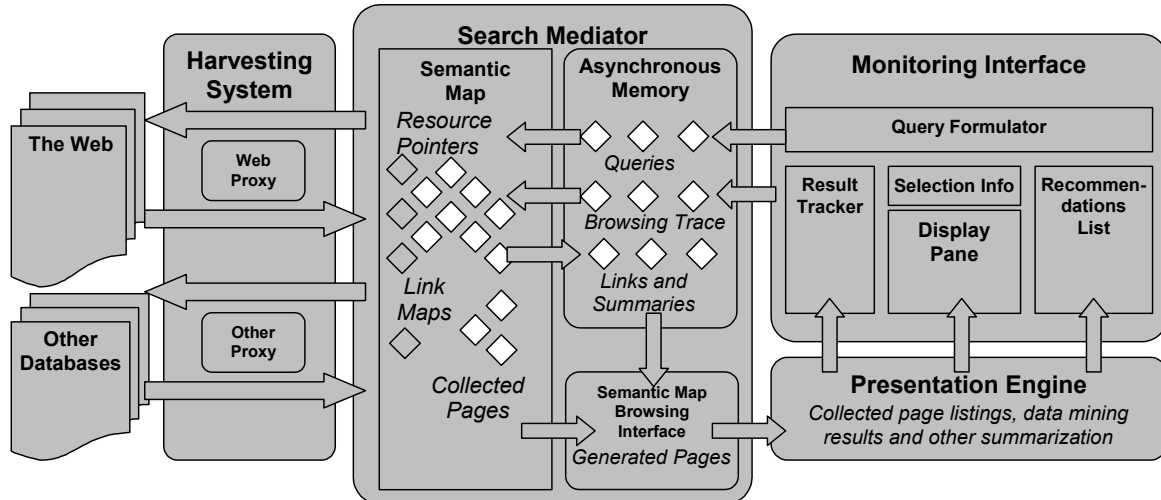 The Web
Other
Databases
Harvesting
System
Web
Proxy
Other
Proxy
Search Mediator
Semantic
Map
Resource
Pointers
Link
Maps
Collected
Pages
Asynchronous
Memory
Queries
Browsing Trace
Links and
Summaries
Semantic Map
Browsing
Interface
Generated Pages
Monitoring Interface
Query Formulator
Result
Tracker
Selection Info
Display
Pane
Recommen-
dations
List
Presentation Engine
Collected page listings, data mining
results and other summarization